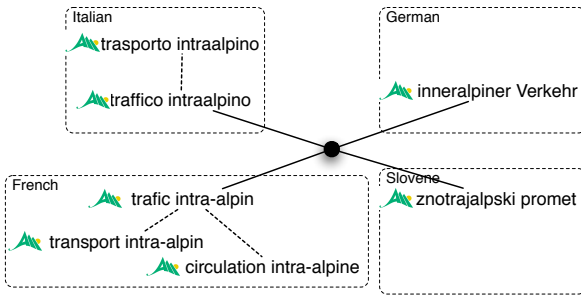 Italian
trasporto intraalpino
traffico intraalpino
German
inneralpiner Verkehr
French
trafic intra-alpin
transport intra-alpin
circulation intra-alpine
Slovene
znotrajalpski promet